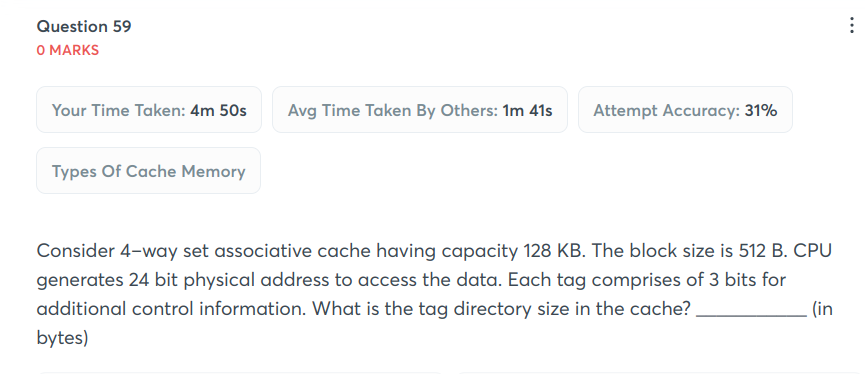 Question 59
0 MARKS
Your Time Taken: 4m 50s
Avg Time Taken By Others: 1m 41s
Attempt Accuracy: 31%
Types Of Cache Memory
Consider 4–way set associative cache having capacity 128 KB. The block size is 512 B. CPU
generates 24 bit physical address to access the data. Each tag comprises of 3 bits for
additional control information. What is the tag directory size in the cache? __________ (in
bytes)